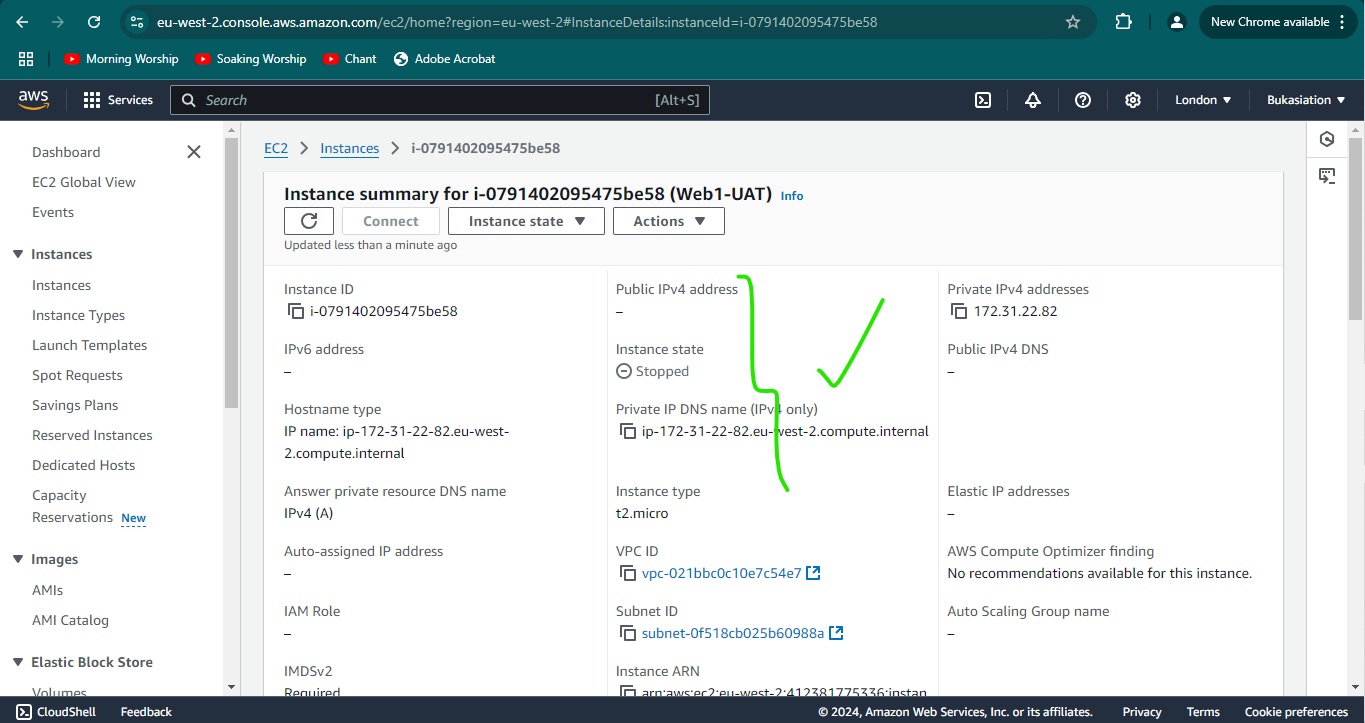 eu-west-2.console.aws.amazon.com/ec2/home?region=eu-west-2#InstanceDetails:instanceId=i-0791402095475be58
New Chrome available
Morning Worship
Soaking Worship
Chant
Adobe Acrobat
aws
Services
Search
[Alt+S]
London
Bukasiation
Dashboard
EC2 Global View
Events
Instances
Instances
Instance Types
Launch Templates
Spot Requests
Savings Plans
Reserved Instances
Dedicated Hosts
Capacity
Reservations New
Images
AMIs
AMI Catalog
Elastic Block Store
Volumes
EC2 > Instances > i-0791402095475be58
Instance summary for i-0791402095475be58 (Web1-UAT) Info
Connect
Instance state
Actions
Updated less than a minute ago
Instance ID
i-0791402095475be58
IPv6 address
–
Hostname type
IP name: ip-172-31-22-82.eu-west-
2.compute.internal
Answer private resource DNS name
IPv4 (A)
Auto-assigned IP address
–
IAM Role
–
IMDSv2
Required
Public IPv4 address
–
Instance state
Stopped
Private IP DNS name (IPv4 only)
ip-172-31-22-82.eu-west-2.compute.internal
Instance type
t2.micro
VPC ID
vpc-021bbc0c10e7c54e7
Subnet ID
subnet-0f518cb025b60988a
Instance ARN
arn:aws:ec2:eu-west-2:412381775336:instan
Private IPv4 addresses
172.31.22.82
Public IPv4 DNS
–
Elastic IP addresses
–
AWS Compute Optimizer finding
No recommendations available for this instance.
Auto Scaling Group name
–
CloudShell
Feedback
© 2024, Amazon Web Services, Inc. or its affiliates.
Privacy
Terms
Cookie preferences